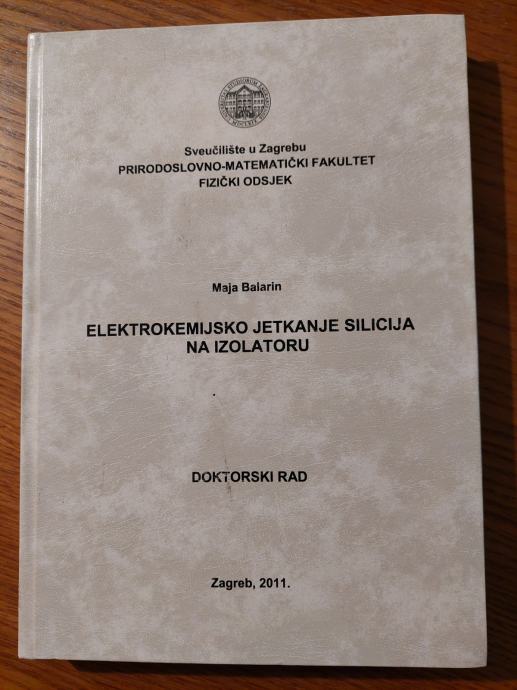 Sveučilište u Zagrebu
PRIRODOSLOVNO-MATEMATIČKI FAKULTET
FIZIČKI ODSJEK
Maja Balarin
ELEKTROKEMIJSKO JETKANJE SILICIJA
NA IZOLATORU
DOKTORSKI RAD
Zagreb, 2011.